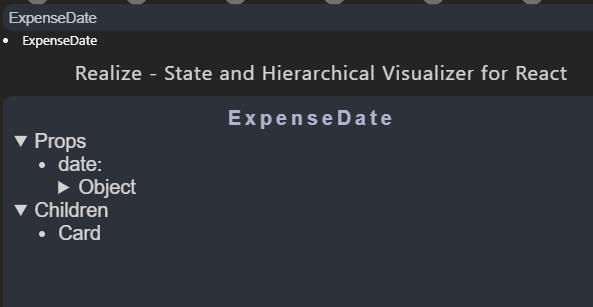 ExpenseDate
ExpenseDate
Realize - State and Hierarchical Visualizer for React
ExpenseDate
Props
date:
Object
Children
Card